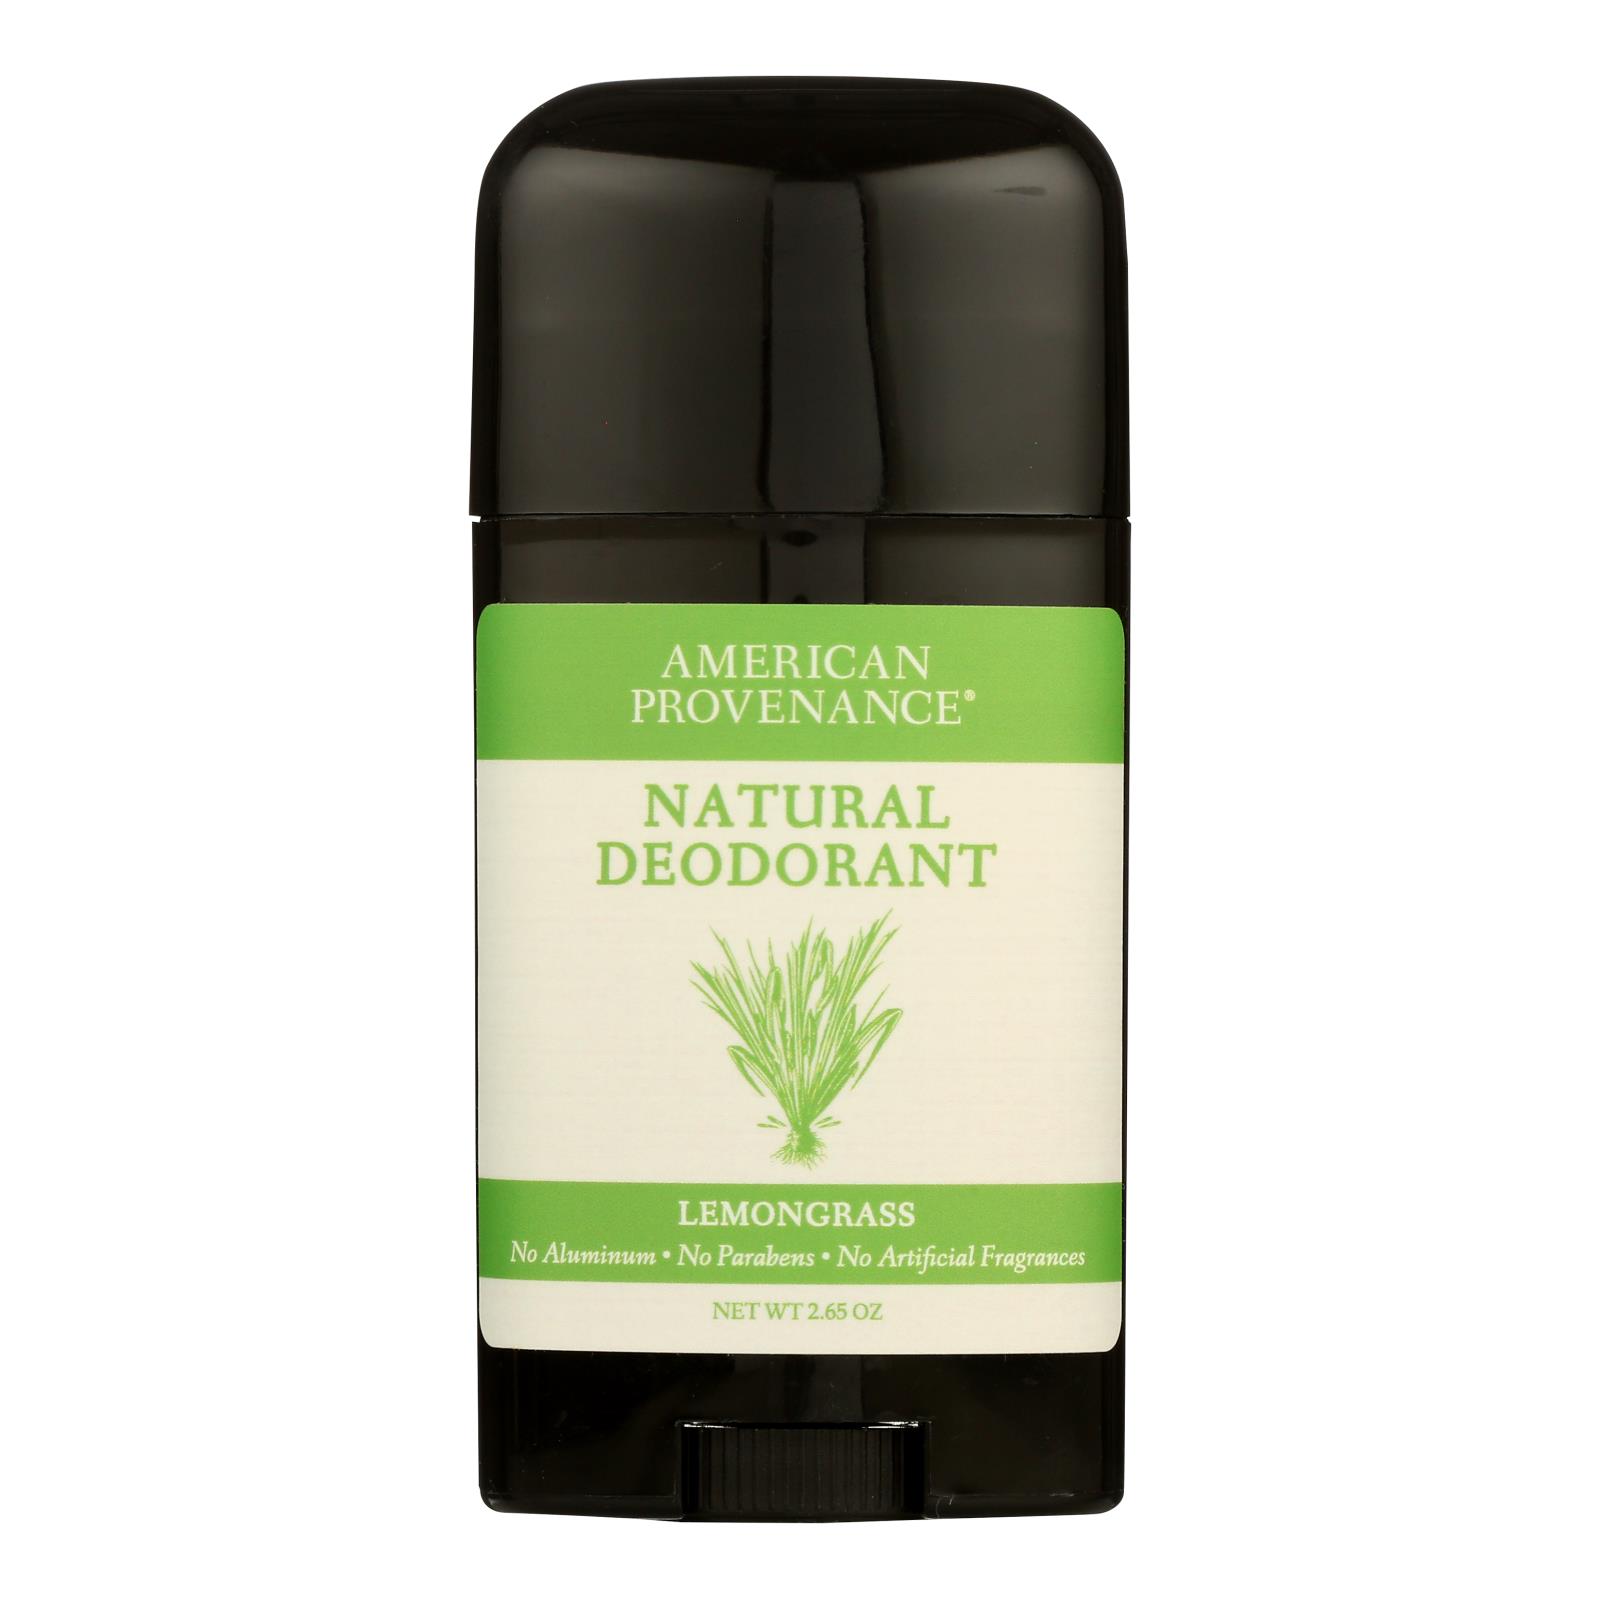 AMERICAN
PROVENANCE®
NATURAL
DEODORANT
LEMONGRASS
No Aluminum • No Parabens • No Artificial Fragrances
NET WT 2.65 OZ